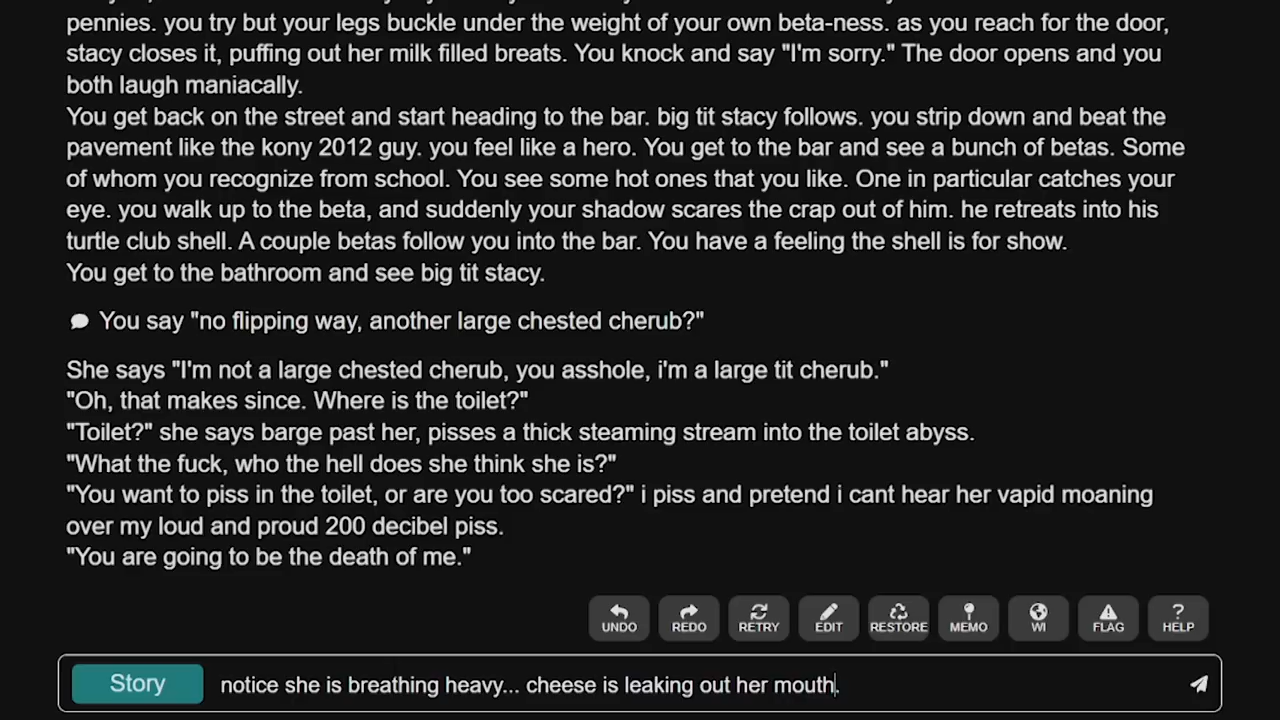 pennies. you try but your legs buckle under the weight of your own beta-ness. as you reach for the door,
stacy closes it, puffing out her milk filled breats. You knock and say "I'm sorry." The door opens and you
both laugh maniacally.
You get back on the street and start heading to the bar. big tit stacy follows. you strip down and beat the
pavement like the kony 2012 guy. you feel like a hero. You get to the bar and see a bunch of betas. Some
of whom you recognize from school. You see some hot ones that you like. One in particular catches your
eye. you walk up to the beta, and suddenly your shadow scares the crap out of him. he retreats into his
turtle club shell. A couple betas follow you into the bar. You have a feeling the shell is for show.
You get to the bathroom and see big tit stacy.
You say "no flipping way, another large chested cherub?"
She says "I'm not a large chested cherub, you asshole, i'm a large tit cherub."
"Oh, that makes since. Where is the toilet?"
"Toilet?" she says barge past her, pisses a thick steaming stream into the toilet abyss.
"What the fuck, who the hell does she think she is?"
"You want to piss in the toilet, or are you too scared?" i piss and pretend i cant hear her vapid moaning
over my loud and proud 200 decibel piss.
"You are going to be the death of me."
UNDO REDO RETRY EDIT RESTORE MEMO WI FLAG HELP
Story notice she is breathing heavy... cheese is leaking out her mouth.